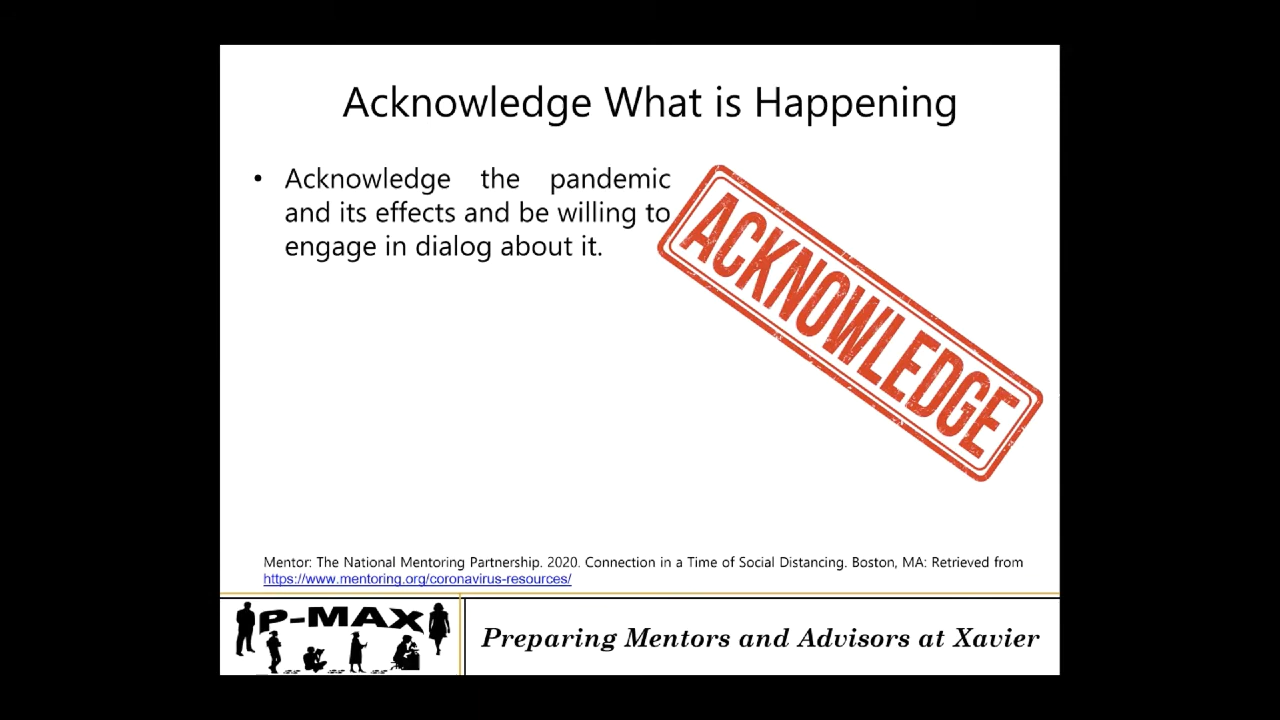 Acknowledge What is Happening
• Acknowledge the pandemic
and its effects and be willing to
engage in dialog about it.
ACKNOWLEDGE
Mentor: The National Mentoring Partnership. 2020. Connection in a Time of Social Distancing. Boston, MA: Retrieved from
https://www.mentoring.org/coronavirus-resources/
P-MAX
Preparing Mentors and Advisors at Xavier